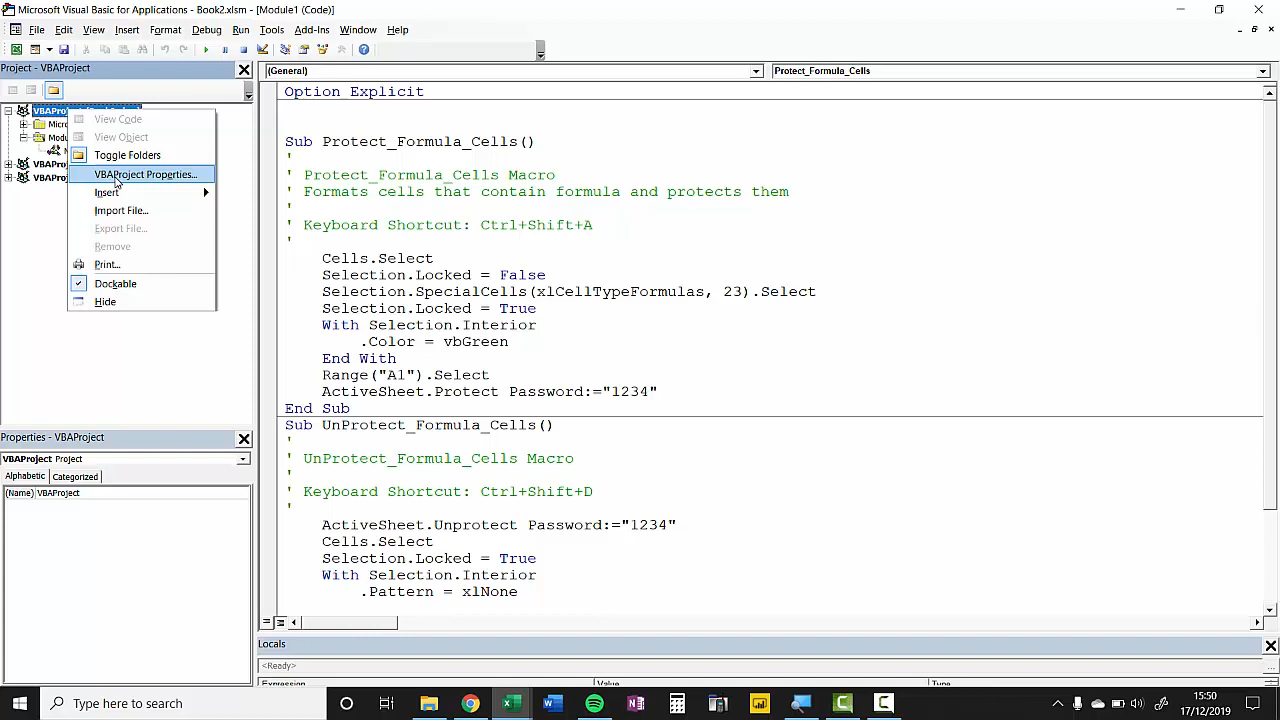 Microsoft Visual Basic for Applications - Book2.xlsm - [Module1 (Code)]
File Edit View Insert Format Debug Run Tools Add-Ins Window Help
Project - VBAProject
(General)
Protect_Formula_Cells
VBAPro
Micro
Modu
VBAPro
VBAPro
View Code
View Object
Toggle Folders
VBAProject Properties...
Insert
Import File...
Export File...
Remove
Print...
Dockable
Hide
Option Explicit
Sub Protect_Formula_Cells()
'
' Protect_Formula_Cells Macro
' Formats cells that contain formula and protects them
'
' Keyboard Shortcut: Ctrl+Shift+A
'
Cells.Select
Selection.Locked = False
Selection.SpecialCells(xlCellTypeFormulas, 23).Select
Selection.Locked = True
With Selection.Interior
.Color = vbGreen
End With
Range("A1").Select
ActiveSheet.Protect Password:="1234"
End Sub
Sub UnProtect_Formula_Cells()
'
' UnProtect_Formula_Cells Macro
'
' Keyboard Shortcut: Ctrl+Shift+D
'
ActiveSheet.Unprotect Password:="1234"
Cells.Select
Selection.Locked = True
With Selection.Interior
.Pattern = xlNone
Properties - VBAProject
VBAProject Project
Alphabetic Categorized
(Name) VBAProject
Locals
<Ready>
...
Expression Value Type
Type here to search
15:50
17/12/2019